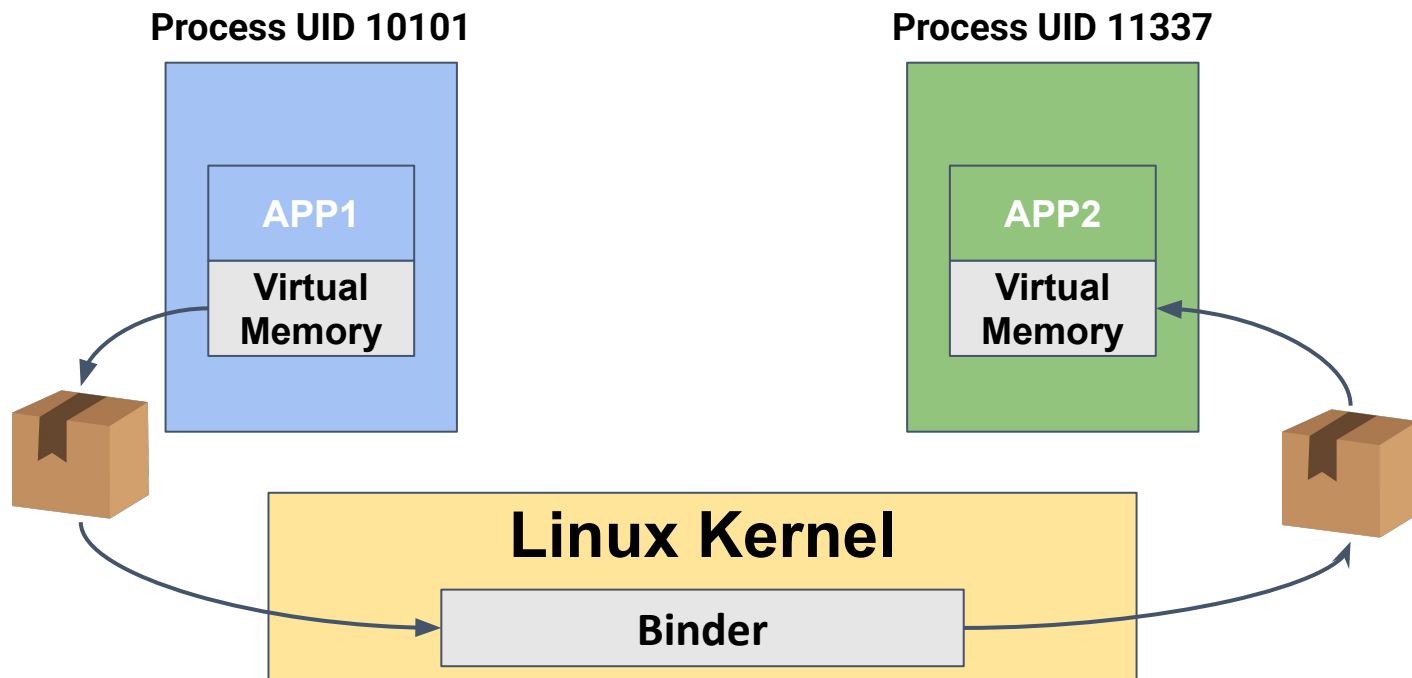 Process UID 10101
Process UID 11337
APP1
Virtual
Memory
APP2
Virtual
Memory
Linux Kernel
Binder